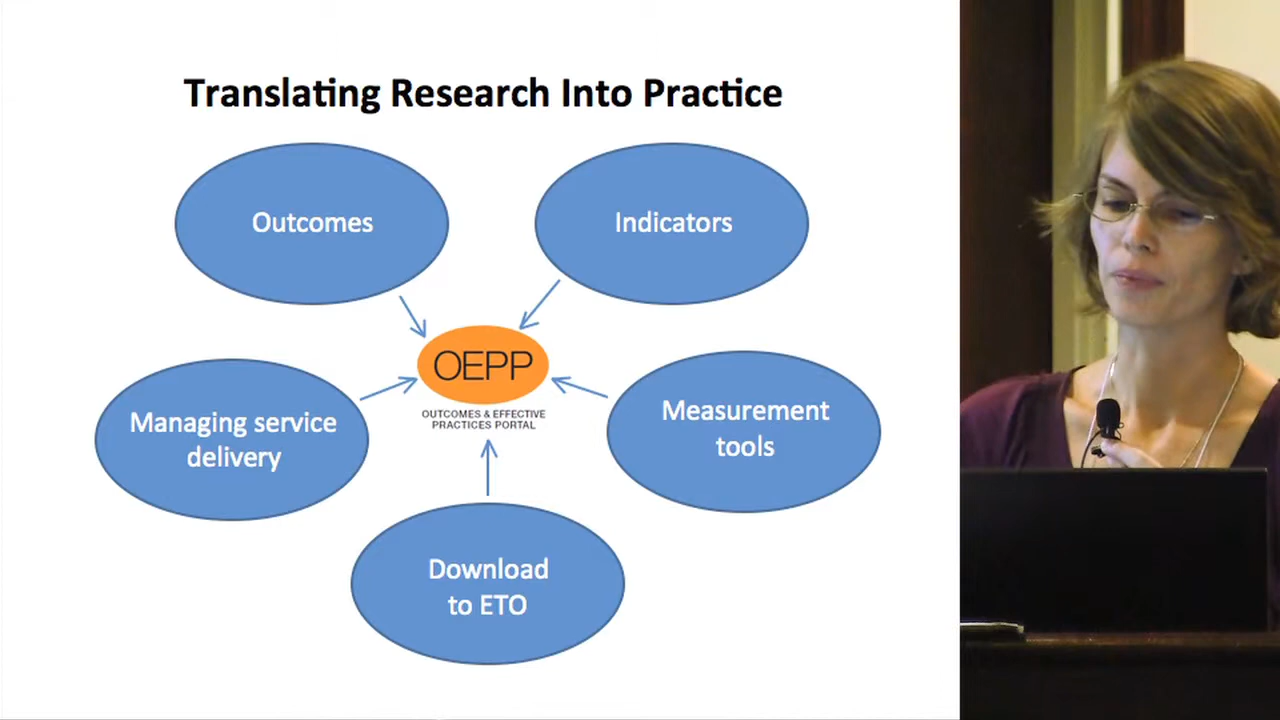 Translating Research Into Practice
Outcomes
Indicators
OEPP
OUTCOMES & EFFECTIVE
PRACTICES PORTAL
Managing service
delivery
Measurement
tools
Download
to ETO